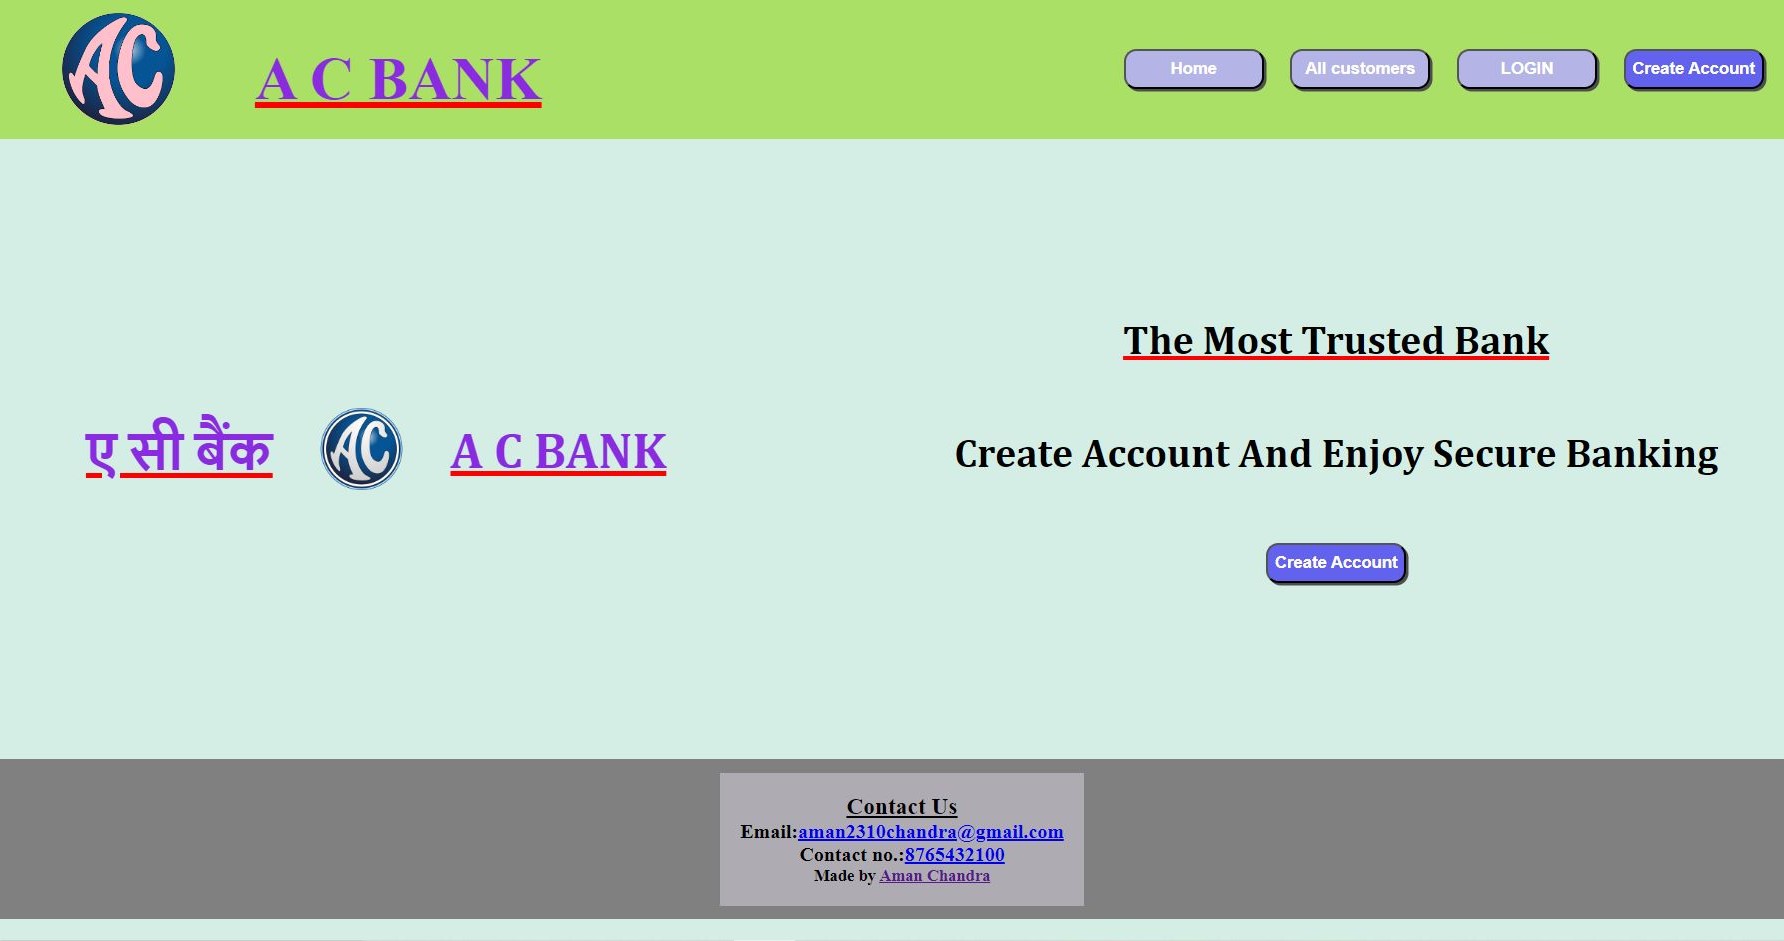 AC
A C BANK
Home
All customers
LOGIN
Create Account
The Most Trusted Bank
ए सी बैंक
AC
A C BANK
Create Account And Enjoy Secure Banking
Create Account
Contact Us
Email:aman2310chandra@gmail.com
Contact no.:8765432100
Made by Aman Chandra